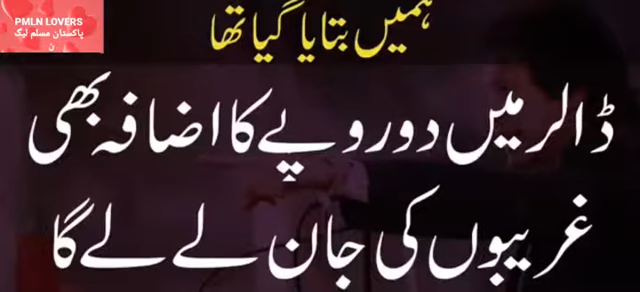 PMLN LOVERS
پاکستان مسلم لیگ
ن
ہمیں بتایا گیا تھا
ڈالر میں دو روپے کا اضافہ بھی
غریبوں کی جان لے لے گا